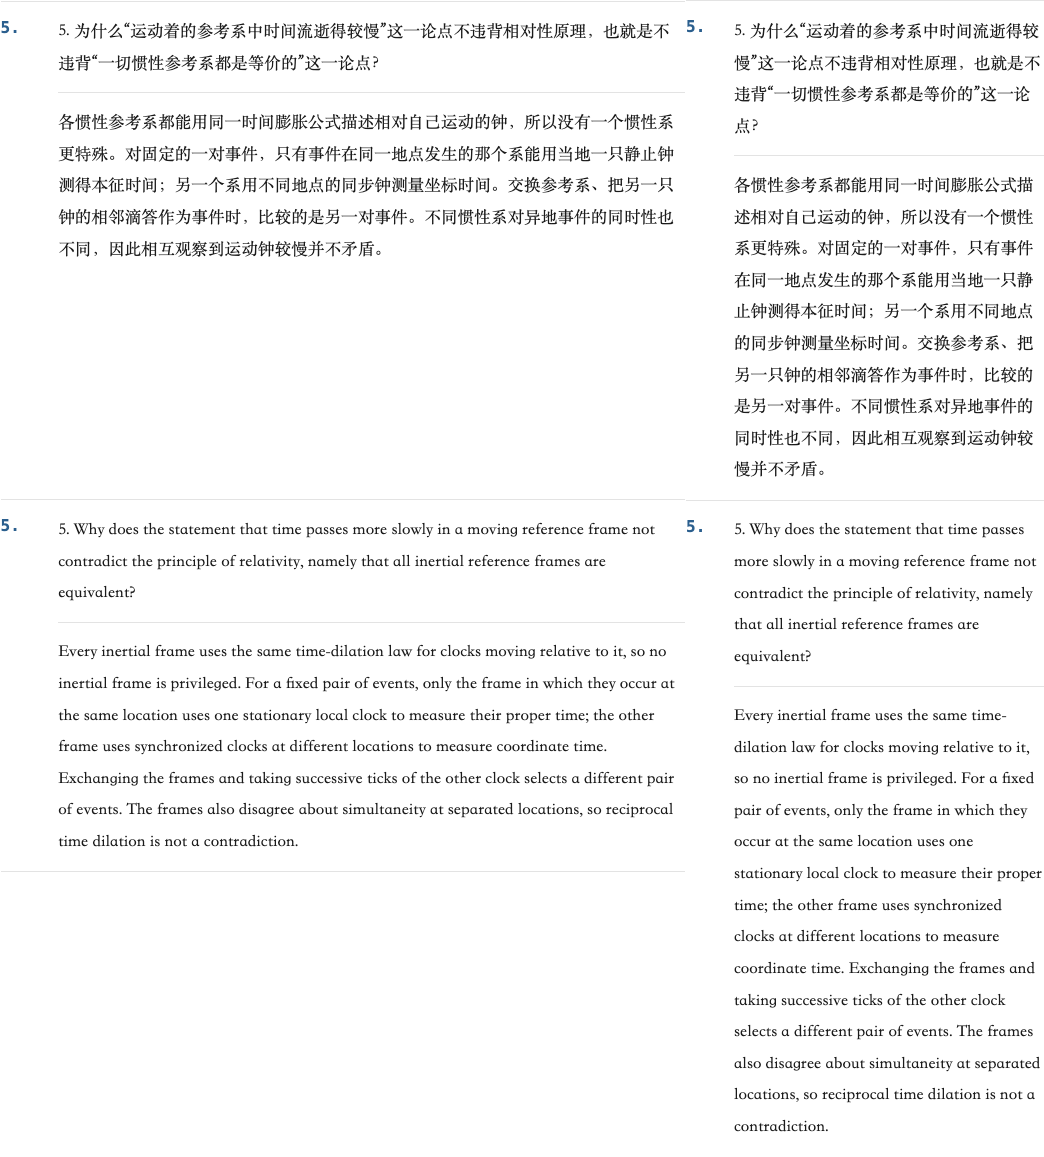 5.
5. 为什么“运动着的参考系中时间流逝得较慢”这一论点不违背相对性原理，也就是不
违背“一切惯性参考系都是等价的”这一论点?
各惯性参考系都能用同一时间膨胀公式描述相对自己运动的钟，所以没有一个惯性系
更特殊。对固定的一对事件，只有事件在同一地点发生的那个系能用当地一只静止钟
测得本征时间；另一个系用不同地点的同步钟测量坐标时间。交换参考系、把另一只
钟的相邻滴答作为事件时，比较的是另一对事件。不同惯性系对异地事件的同时性也
不同，因此相互观察到运动钟较慢并不矛盾。
5.
5. 为什么“运动着的参考系中时间流逝得较
慢”这一论点不违背相对性原理，也就是不
违背“一切惯性参考系都是等价的”这一论
点?
各惯性参考系都能用同一时间膨胀公式描
述相对自己运动的钟，所以没有一个惯性
系更特殊。对固定的一对事件，只有事件
在同一地点发生的那个系能用当地一只静
止钟测得本征时间；另一个系用不同地点
的同步钟测量坐标时间。交换参考系、把
另一只钟的相邻滴答作为事件时，比较的
是另一对事件。不同惯性系对异地事件的
同时性也不同，因此相互观察到运动钟较
慢并不矛盾。
5.
5. Why does the statement that time passes more slowly in a moving reference frame not
contradict the principle of relativity, namely that all inertial reference frames are
equivalent?
Every inertial frame uses the same time-dilation law for clocks moving relative to it, so no
inertial frame is privileged. For a fixed pair of events, only the frame in which they occur at
the same location uses one stationary local clock to measure their proper time; the other
frame uses synchronized clocks at different locations to measure coordinate time.
Exchanging the frames and taking successive ticks of the other clock selects a different pair
of events. The frames also disagree about simultaneity at separated locations, so reciprocal
time dilation is not a contradiction.
5.
5. Why does the statement that time passes
more slowly in a moving reference frame not
contradict the principle of relativity, namely
that all inertial reference frames are
equivalent?
Every inertial frame uses the same time-
dilation law for clocks moving relative to it,
so no inertial frame is privileged. For a fixed
pair of events, only the frame in which they
occur at the same location uses one
stationary local clock to measure their proper
time; the other frame uses synchronized
clocks at different locations to measure
coordinate time. Exchanging the frames and
taking successive ticks of the other clock
selects a different pair of events. The frames
also disagree about simultaneity at separated
locations, so reciprocal time dilation is not a
contradiction.